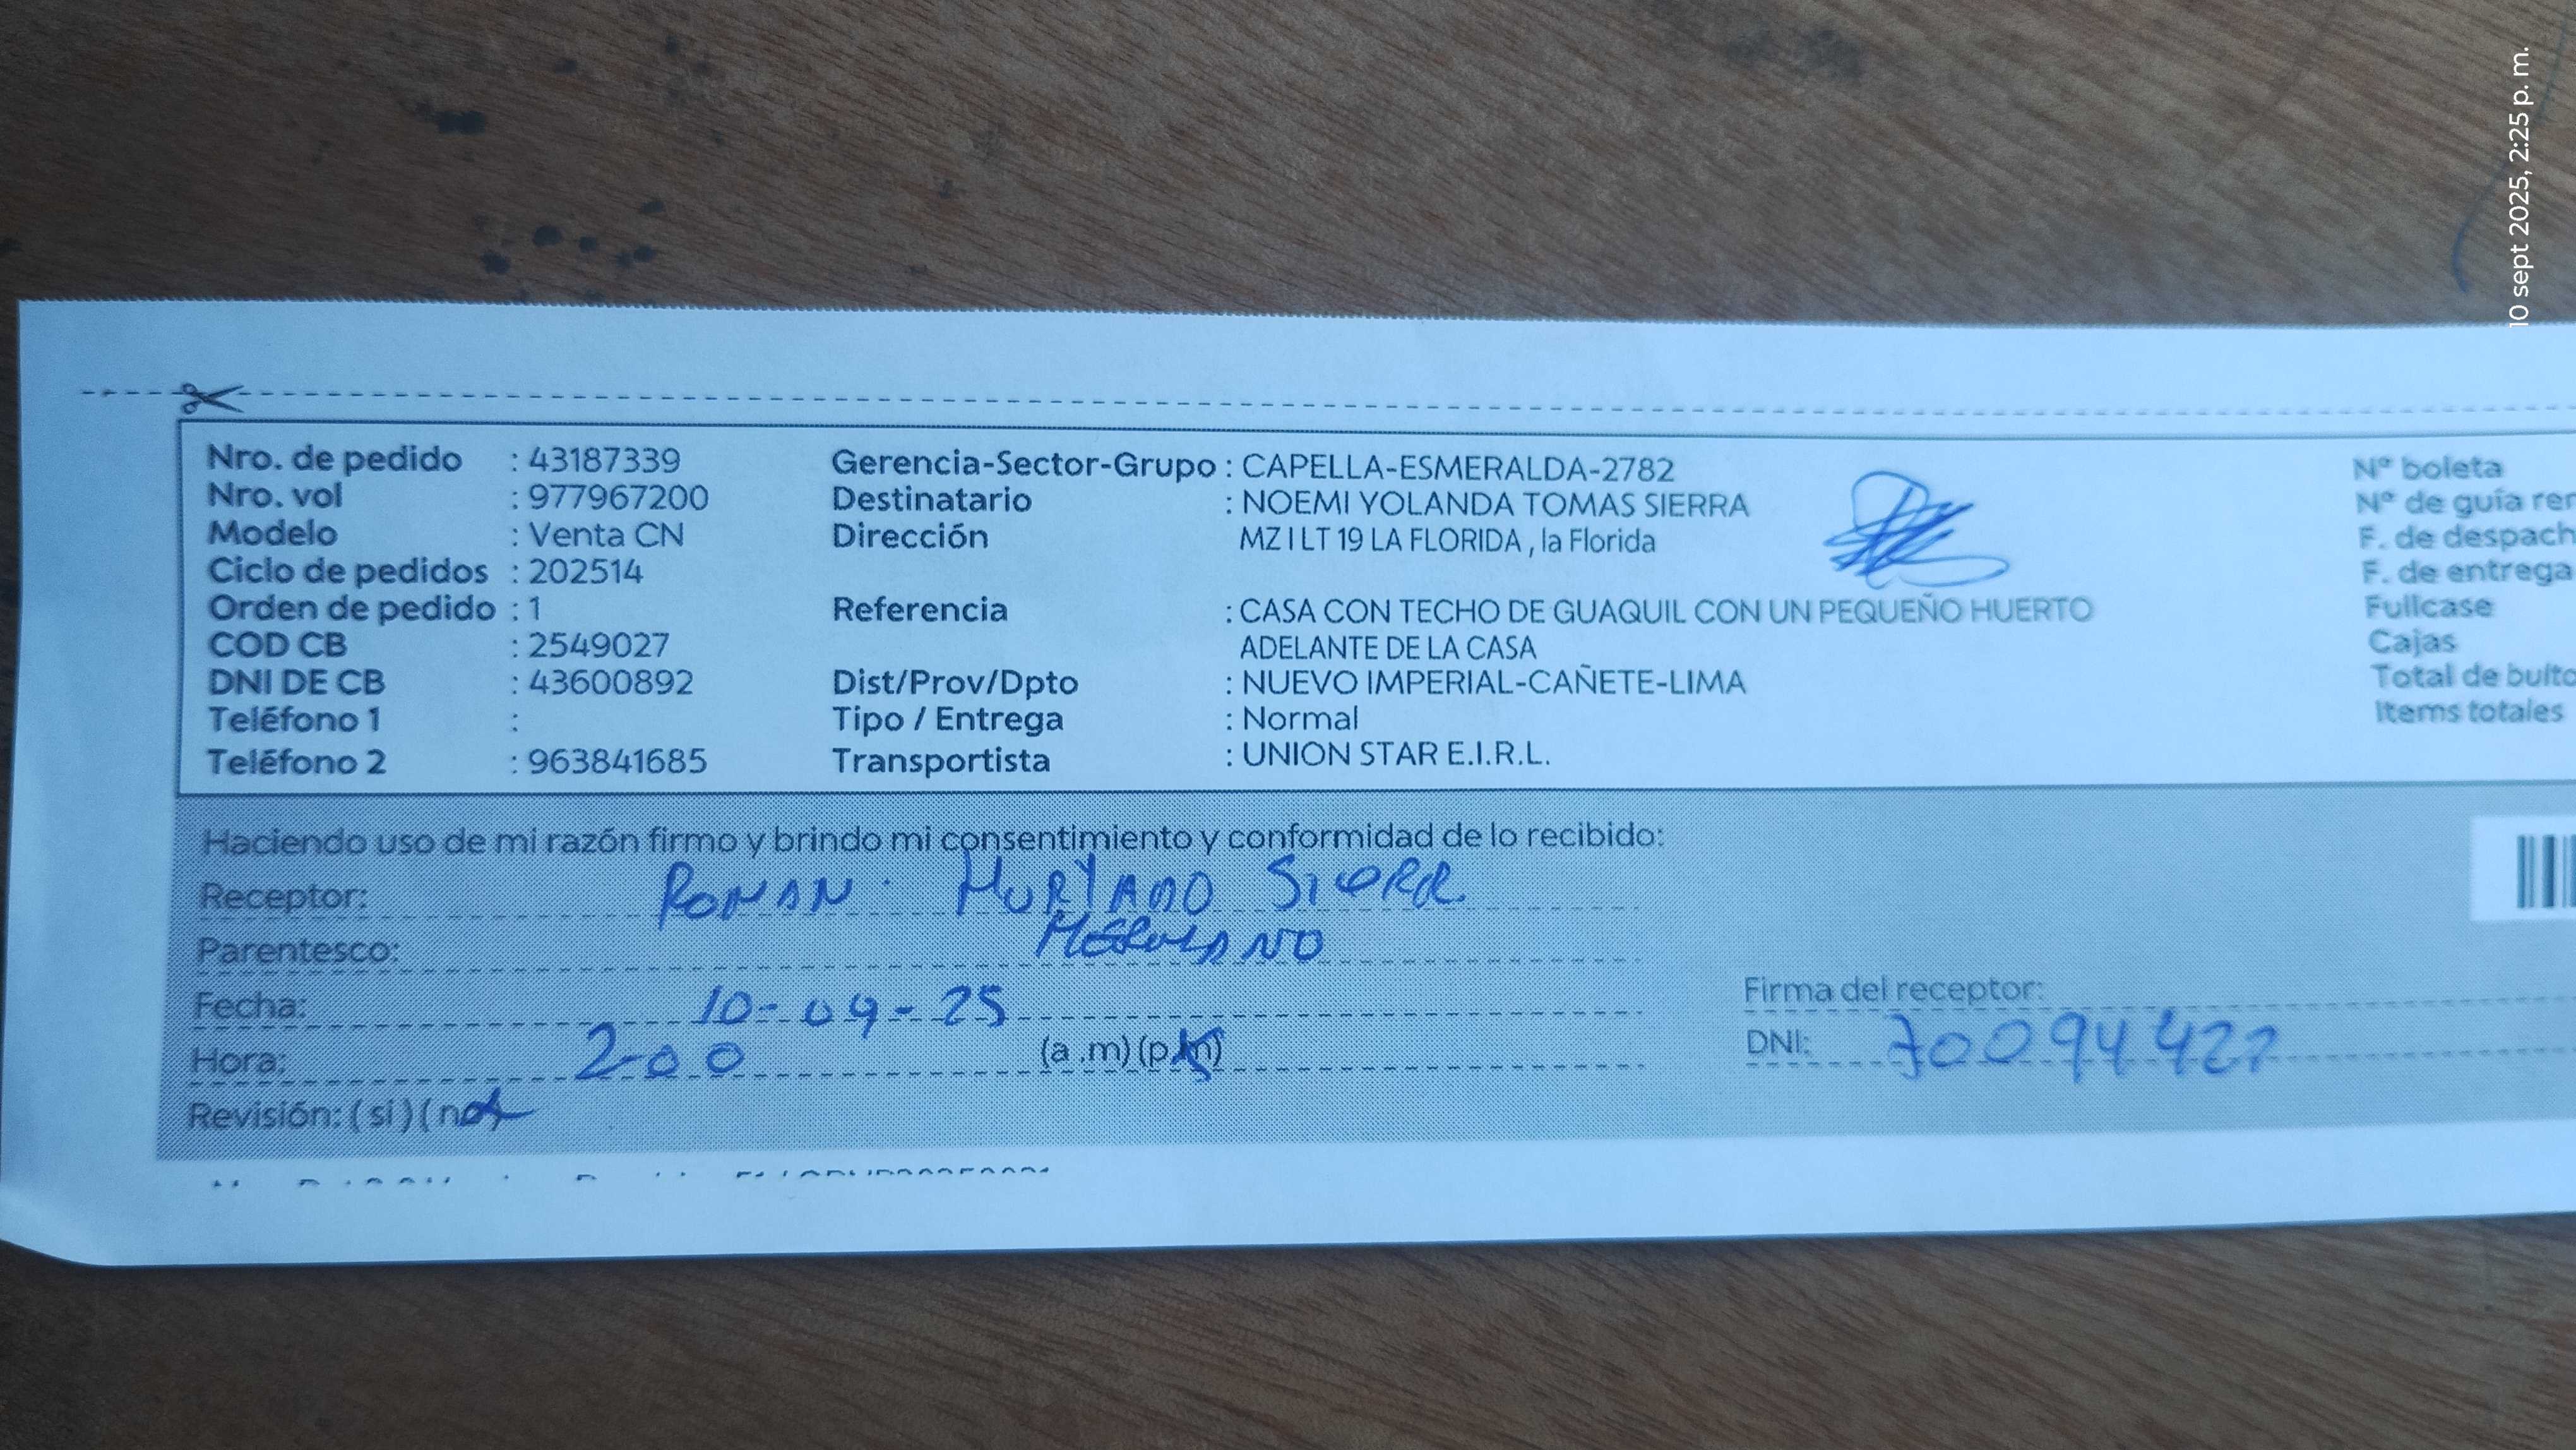 10 sept 2025, 2:25 p. m.
Nro. de pedido : 43187339
Nro. vol : 977967200
Modelo : Venta CN
Ciclo de pedidos : 202514
Orden de pedido : 1
COD CB : 2549027
DNI DE CB : 43600892
Teléfono 1 :
Teléfono 2 : 963841685
Gerencia-Sector-Grupo : CAPELLA-ESMERALDA-2782
Destinatario : NOEMI YOLANDA TOMAS SIERRA
Dirección MZ I LT 19 LA FLORIDA , la Florida
Referencia : CASA CON TECHO DE GUAQUIL CON UN PEQUEÑO HUERTO
ADELANTE DE LA CASA
Dist/Prov/Dpto : NUEVO IMPERIAL-CAÑETE-LIMA
Tipo / Entrega : Normal
Transportista : UNION STAR E.I.R.L.
N° boleta
N° de guía
F. de
F. de entrega
Fullcase
Cajas
Total de
Items totales
Haciendo uso de mi razón firmo y brindo mi consentimiento y conformidad de lo recibido:
Receptor: ROMAN HURTADO
Parentesco:
Fecha: 10-09-25
Hora: 2-00 (a .m) (p.m)
Revisión: ( si ) ( no )
Firma del receptor:
DNI: